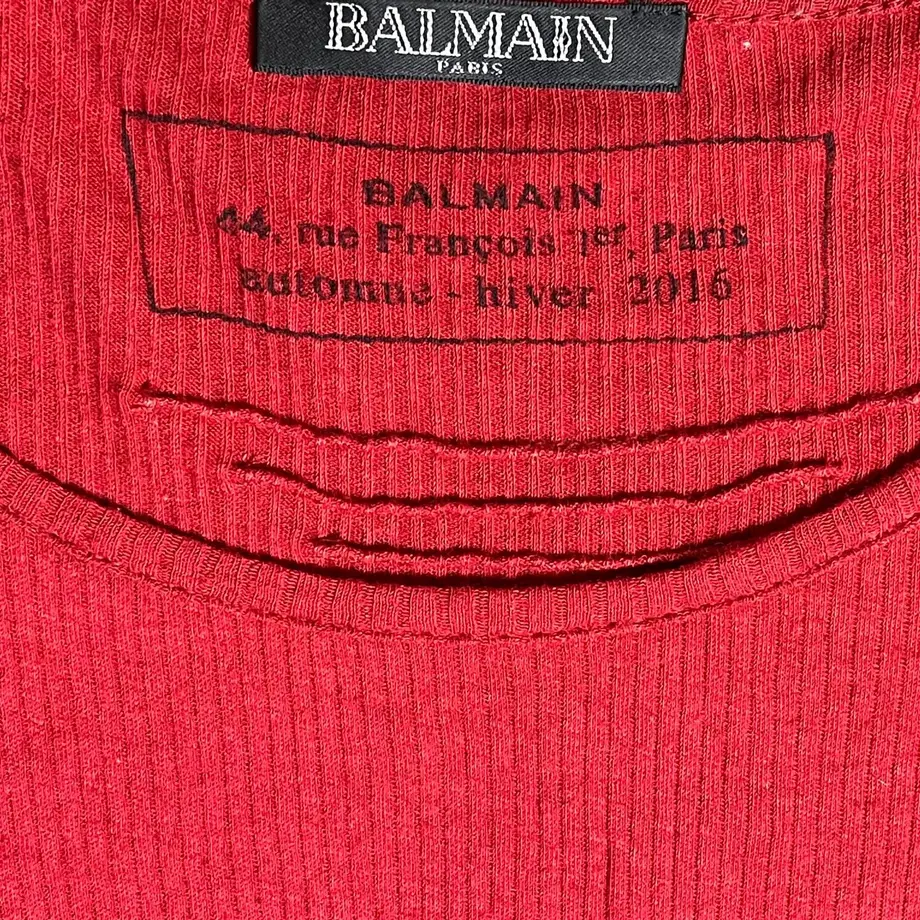 BALMAIN
PARIS
BALMAIN
44, rue François 1er, Paris
automne - hiver 2016